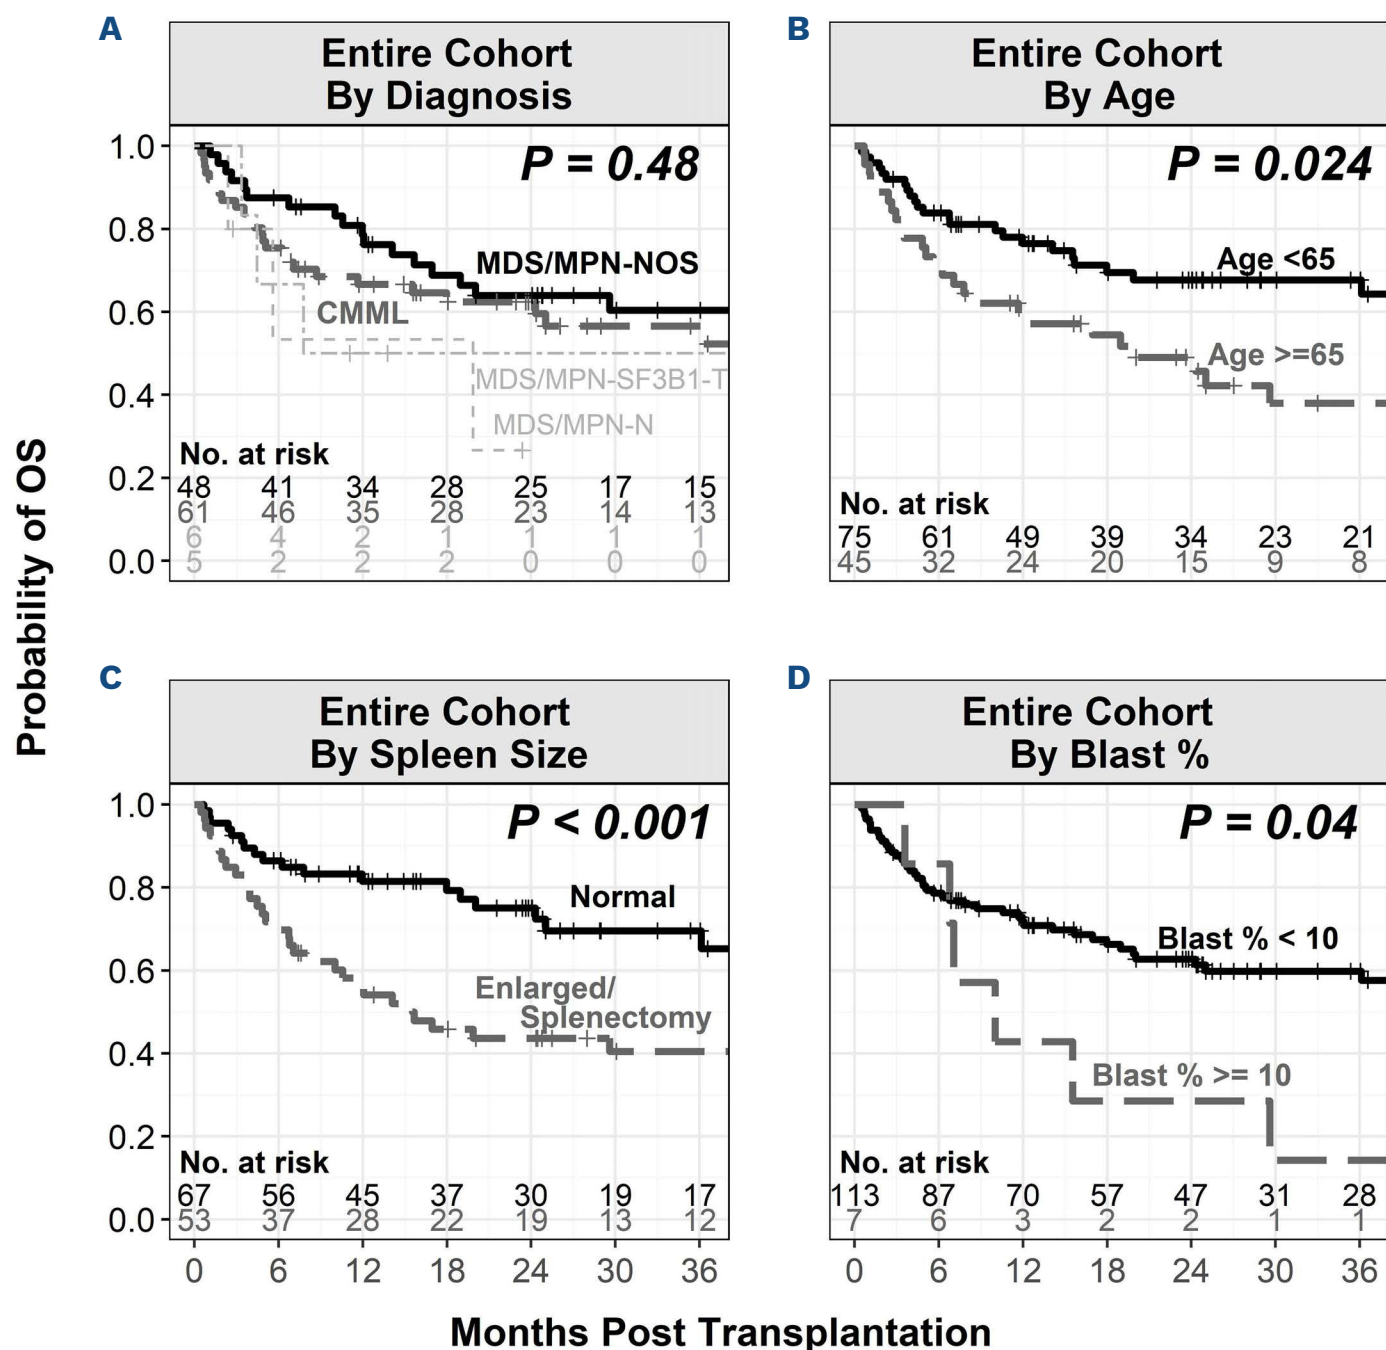 A
Entire Cohort
By Diagnosis
P = 0.48
1.0
0.8
0.6
0.4
0.2
0.0
MDS/MPN-NOS
CMML
MDS/MPN-SF3B1-T
MDS/MPN-N
No. at risk
48 41 34 28 25 17 15
61 46 35 28 23 14 13
6 4 2 1 1 1 1
5 2 2 2 0 0 0
B
Entire Cohort
By Age
P = 0.024
Age <65
Age >=65
No. at risk
75 61 49 39 34 23 21
45 32 24 20 15 9 8
Probability of OS
C
Entire Cohort
By Spleen Size
P < 0.001
1.0
0.8
0.6
0.4
0.2
0.0
Normal
Enlarged/
Splenectomy
No. at risk
67 56 45 37 30 19 17
53 37 28 22 19 13 12
0 6 12 18 24 30 36
D
Entire Cohort
By Blast %
P = 0.04
Blast % < 10
Blast % >= 10
No. at risk
113 87 70 57 47 31 28
7 6 3 2 2 1 1
0 6 12 18 24 30 36
Months Post Transplantation